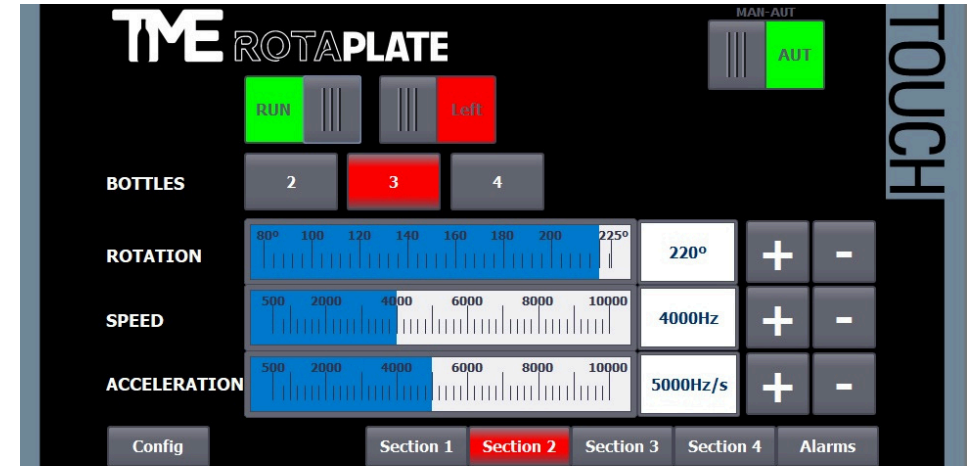 MAN-AUT
TME ROTAPLATE
AUT
TOUCH
RUN
Left
BOTTLES 2 3 4
80º 100 120 140 160 180 200 225º
ROTATION 220º + -
500 2000 4000 6000 8000 10000
SPEED 4000Hz + -
500 2000 4000 6000 8000 10000
ACCELERATION 5000Hz/s + -
Config Section 1 Section 2 Section 3 Section 4 Alarms